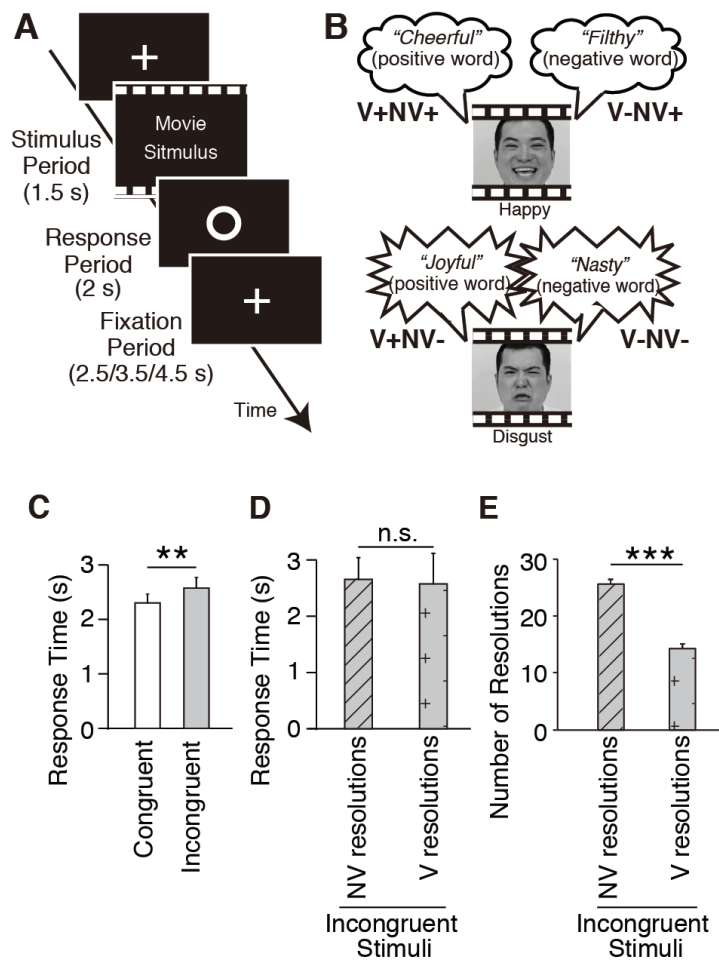 A
Movie
Sitmulus
Stimulus
Period
(1.5 s)
Response
Period
(2 s)
Fixation
Period
(2.5/3.5/4.5 s)
Time
B
“Cheerful”
(positive word)
“Filthy”
(negative word)
V+NV+
V-NV+
Happy
“Joyful”
(positive word)
“Nasty”
(negative word)
V+NV-
V-NV-
Disgust
C
Response Time (s)
3
2
1
0
**
Congruent
Incongruent
D
Response Time (s)
3
2
1
0
n.s.
NV resolutions
V resolutions
Incongruent
Stimuli
E
Number of Resolutions
30
20
10
0
***
NV resolutions
V resolutions
Incongruent
Stimuli